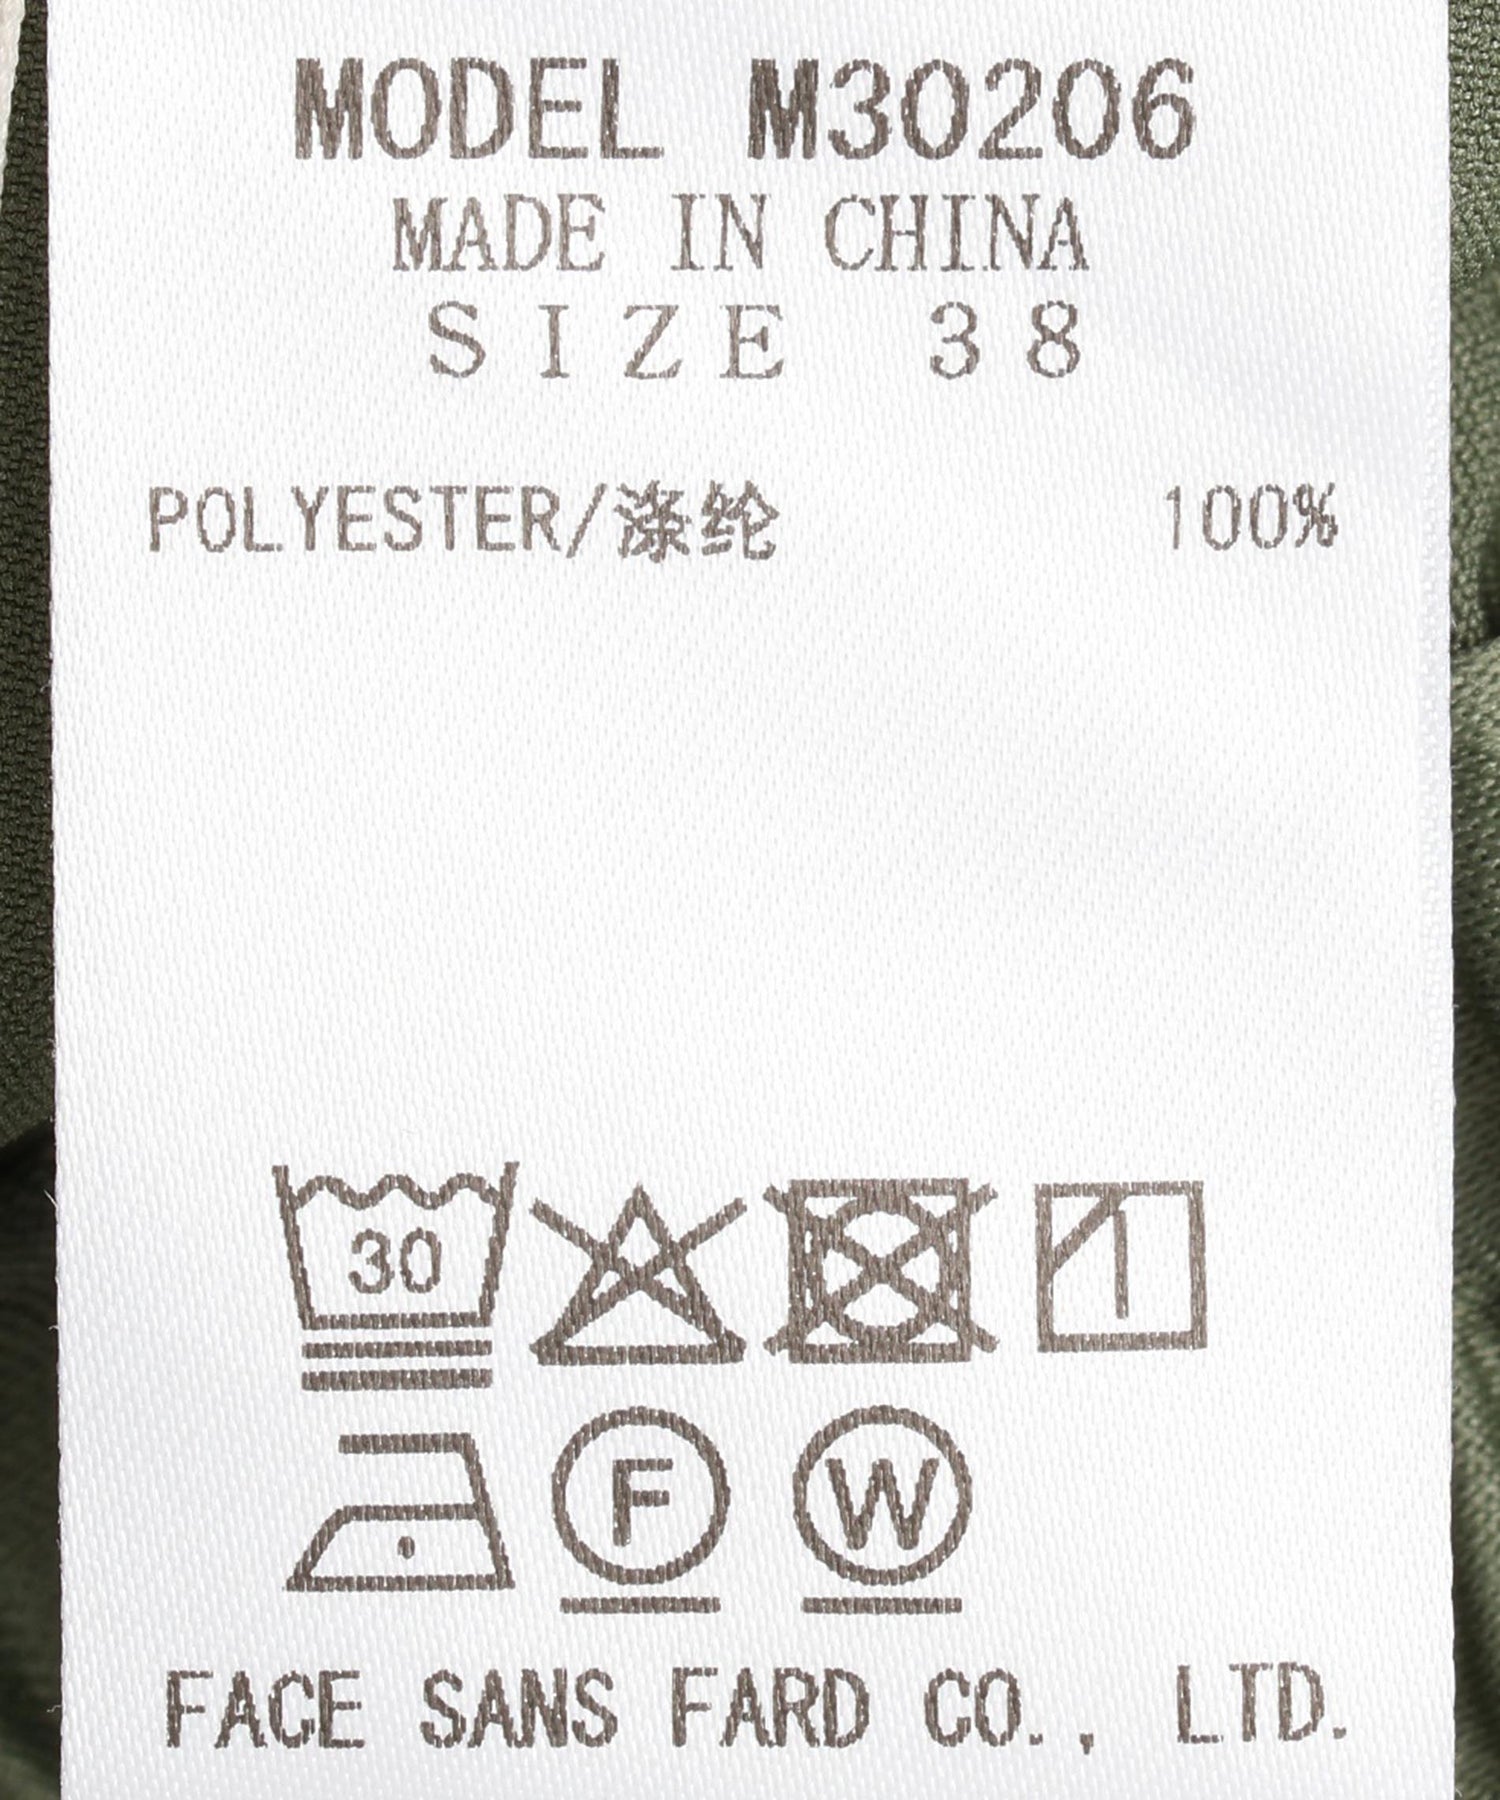 MODEL M30206
MADE IN CHINA
SIZE 38
POLYESTER/涤纶 100%
30
F W
FACE SANS FARD CO., LTD.